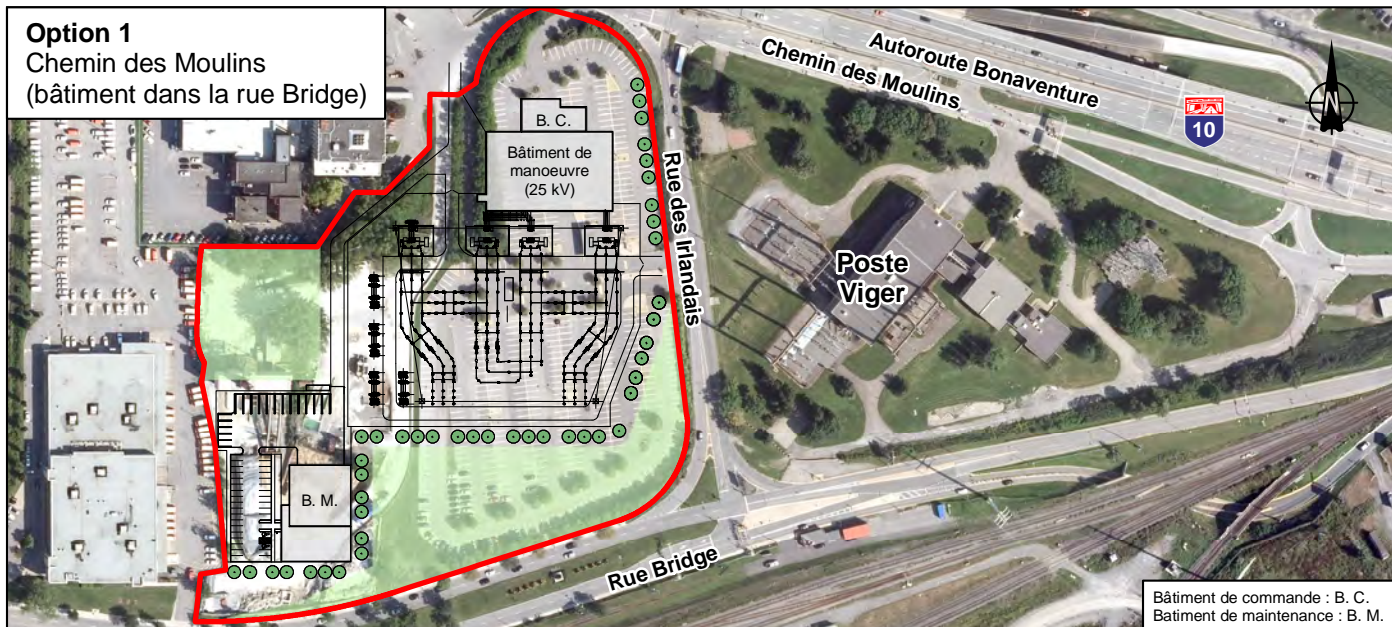 Option 1
Chemin des Moulins
(bâtiment dans la rue Bridge)
Autoroute Bonaventure
Chemin des Moulins
10
N
B. C.
Bâtiment de
manoeuvre
(25 kV)
Rue des Irlandais
Poste
Viger
B. M.
Rue Bridge
Bâtiment de commande : B. C.
Batiment de maintenance : B. M.